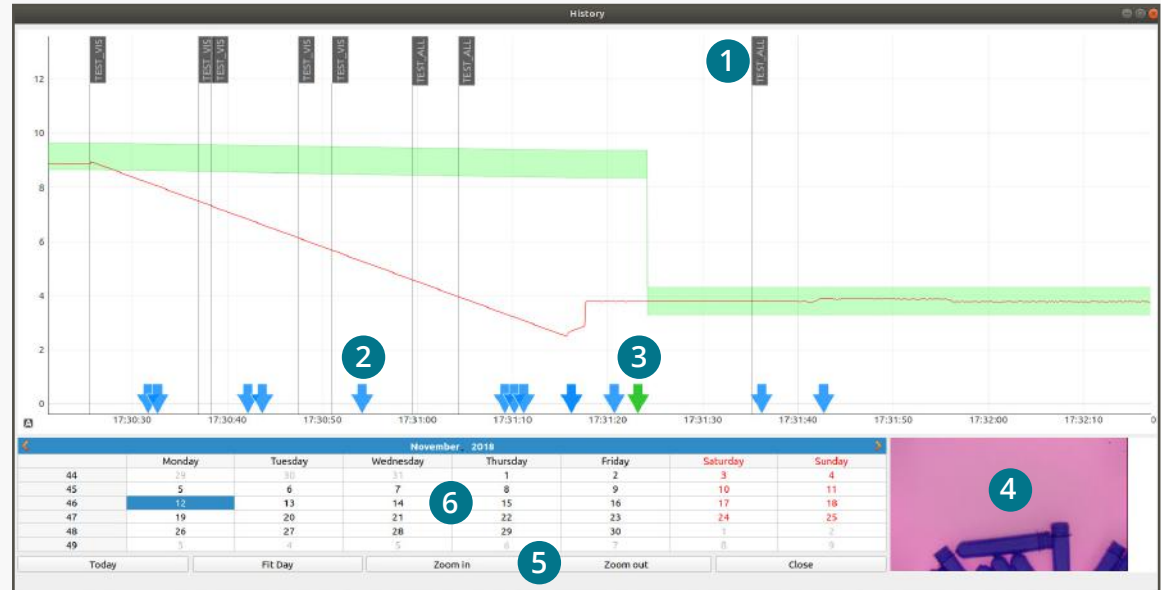 History
TEST_VIS TEST_VIS TEST_VIS TEST_VIS TEST_VIS TEST_ALL TEST_ALL 1 TEST_ALL
12
10
8
6
4
2
2 3
0
A 17:30:30 17:30:40 17:30:50 17:31:00 17:31:10 17:31:20 17:31:30 17:31:40 17:31:50 17:32:00 17:32:10 0
November, 2018
Monday Tuesday Wednesday Thursday Friday Saturday Sunday
44 29 30 31 1 2 3 4
45 5 6 7 8 9 10 11
46 12 13 14 15 16 17 18
47 19 20 21 22 23 24 25
48 26 27 28 29 30 1 2
49 3 4 5 6 7 8 9
6 4
Today Fit Day Zoom in 5 Zoom out Close